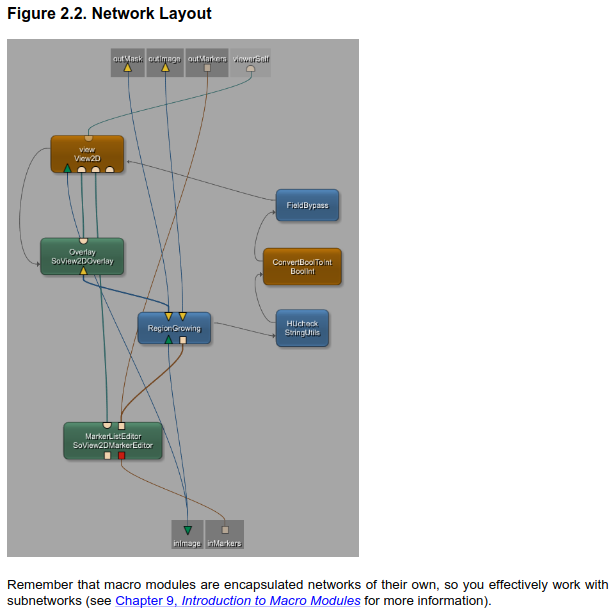 Figure 2.2. Network Layout
outMask outImage outMarkers viewerSelf
view
View2D
FieldBypass
Overlay
SoView2DOverlay
ConvertBoolToInt
BoolInt
RegionGrowing
HUcheck
StringUtils
MarkerListEditor
SoView2DMarkerEditor
inImage inMarkers
Remember that macro modules are encapsulated networks of their own, so you effectively work with
subnetworks (see Chapter 9, Introduction to Macro Modules for more information).